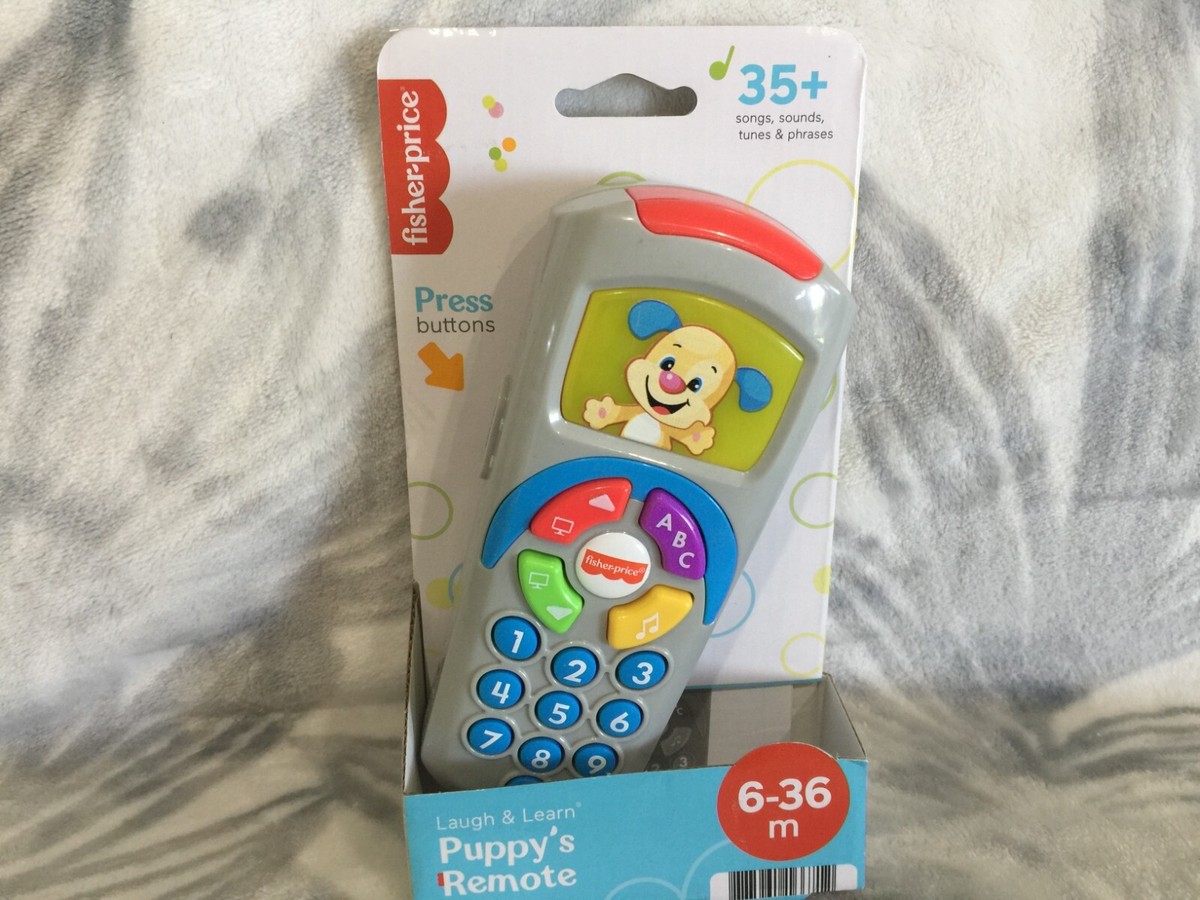 fisher-price®
35+
songs, sounds,
tunes & phrases
Press
buttons
A
B
C
fisher-price®
1
2
3
4
5
6
7
8
9
C
3
6-36
m
Laugh & Learn®
Puppy's
Remote